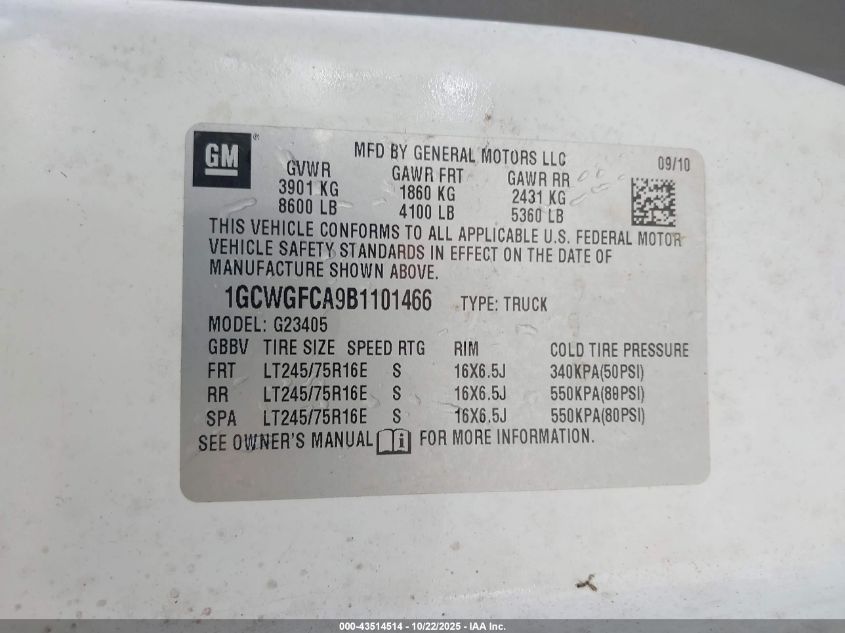 GM®
MFD BY GENERAL MOTORS LLC 09/10
GVWR GAWR FRT GAWR RR
3901 KG 1860 KG 2431 KG
8600 LB 4100 LB 5360 LB
THIS VEHICLE CONFORMS TO ALL APPLICABLE U.S. FEDERAL MOTOR
VEHICLE SAFETY STANDARDS IN EFFECT ON THE DATE OF
MANUFACTURE SHOWN ABOVE.
1GCWGFCA9B1101466 TYPE: TRUCK
MODEL: G23405
GBBV TIRE SIZE SPEED RTG RIM COLD TIRE PRESSURE
FRT LT245/75R16E S 16X6.5J 340KPA(50PSI)
RR LT245/75R16E S 16X6.5J 550KPA(80PSI)
SPA LT245/75R16E S 16X6.5J 550KPA(80PSI)
SEE OWNER'S MANUAL i FOR MORE INFORMATION.
000-43514514 - 10/22/2025 - IAA Inc.